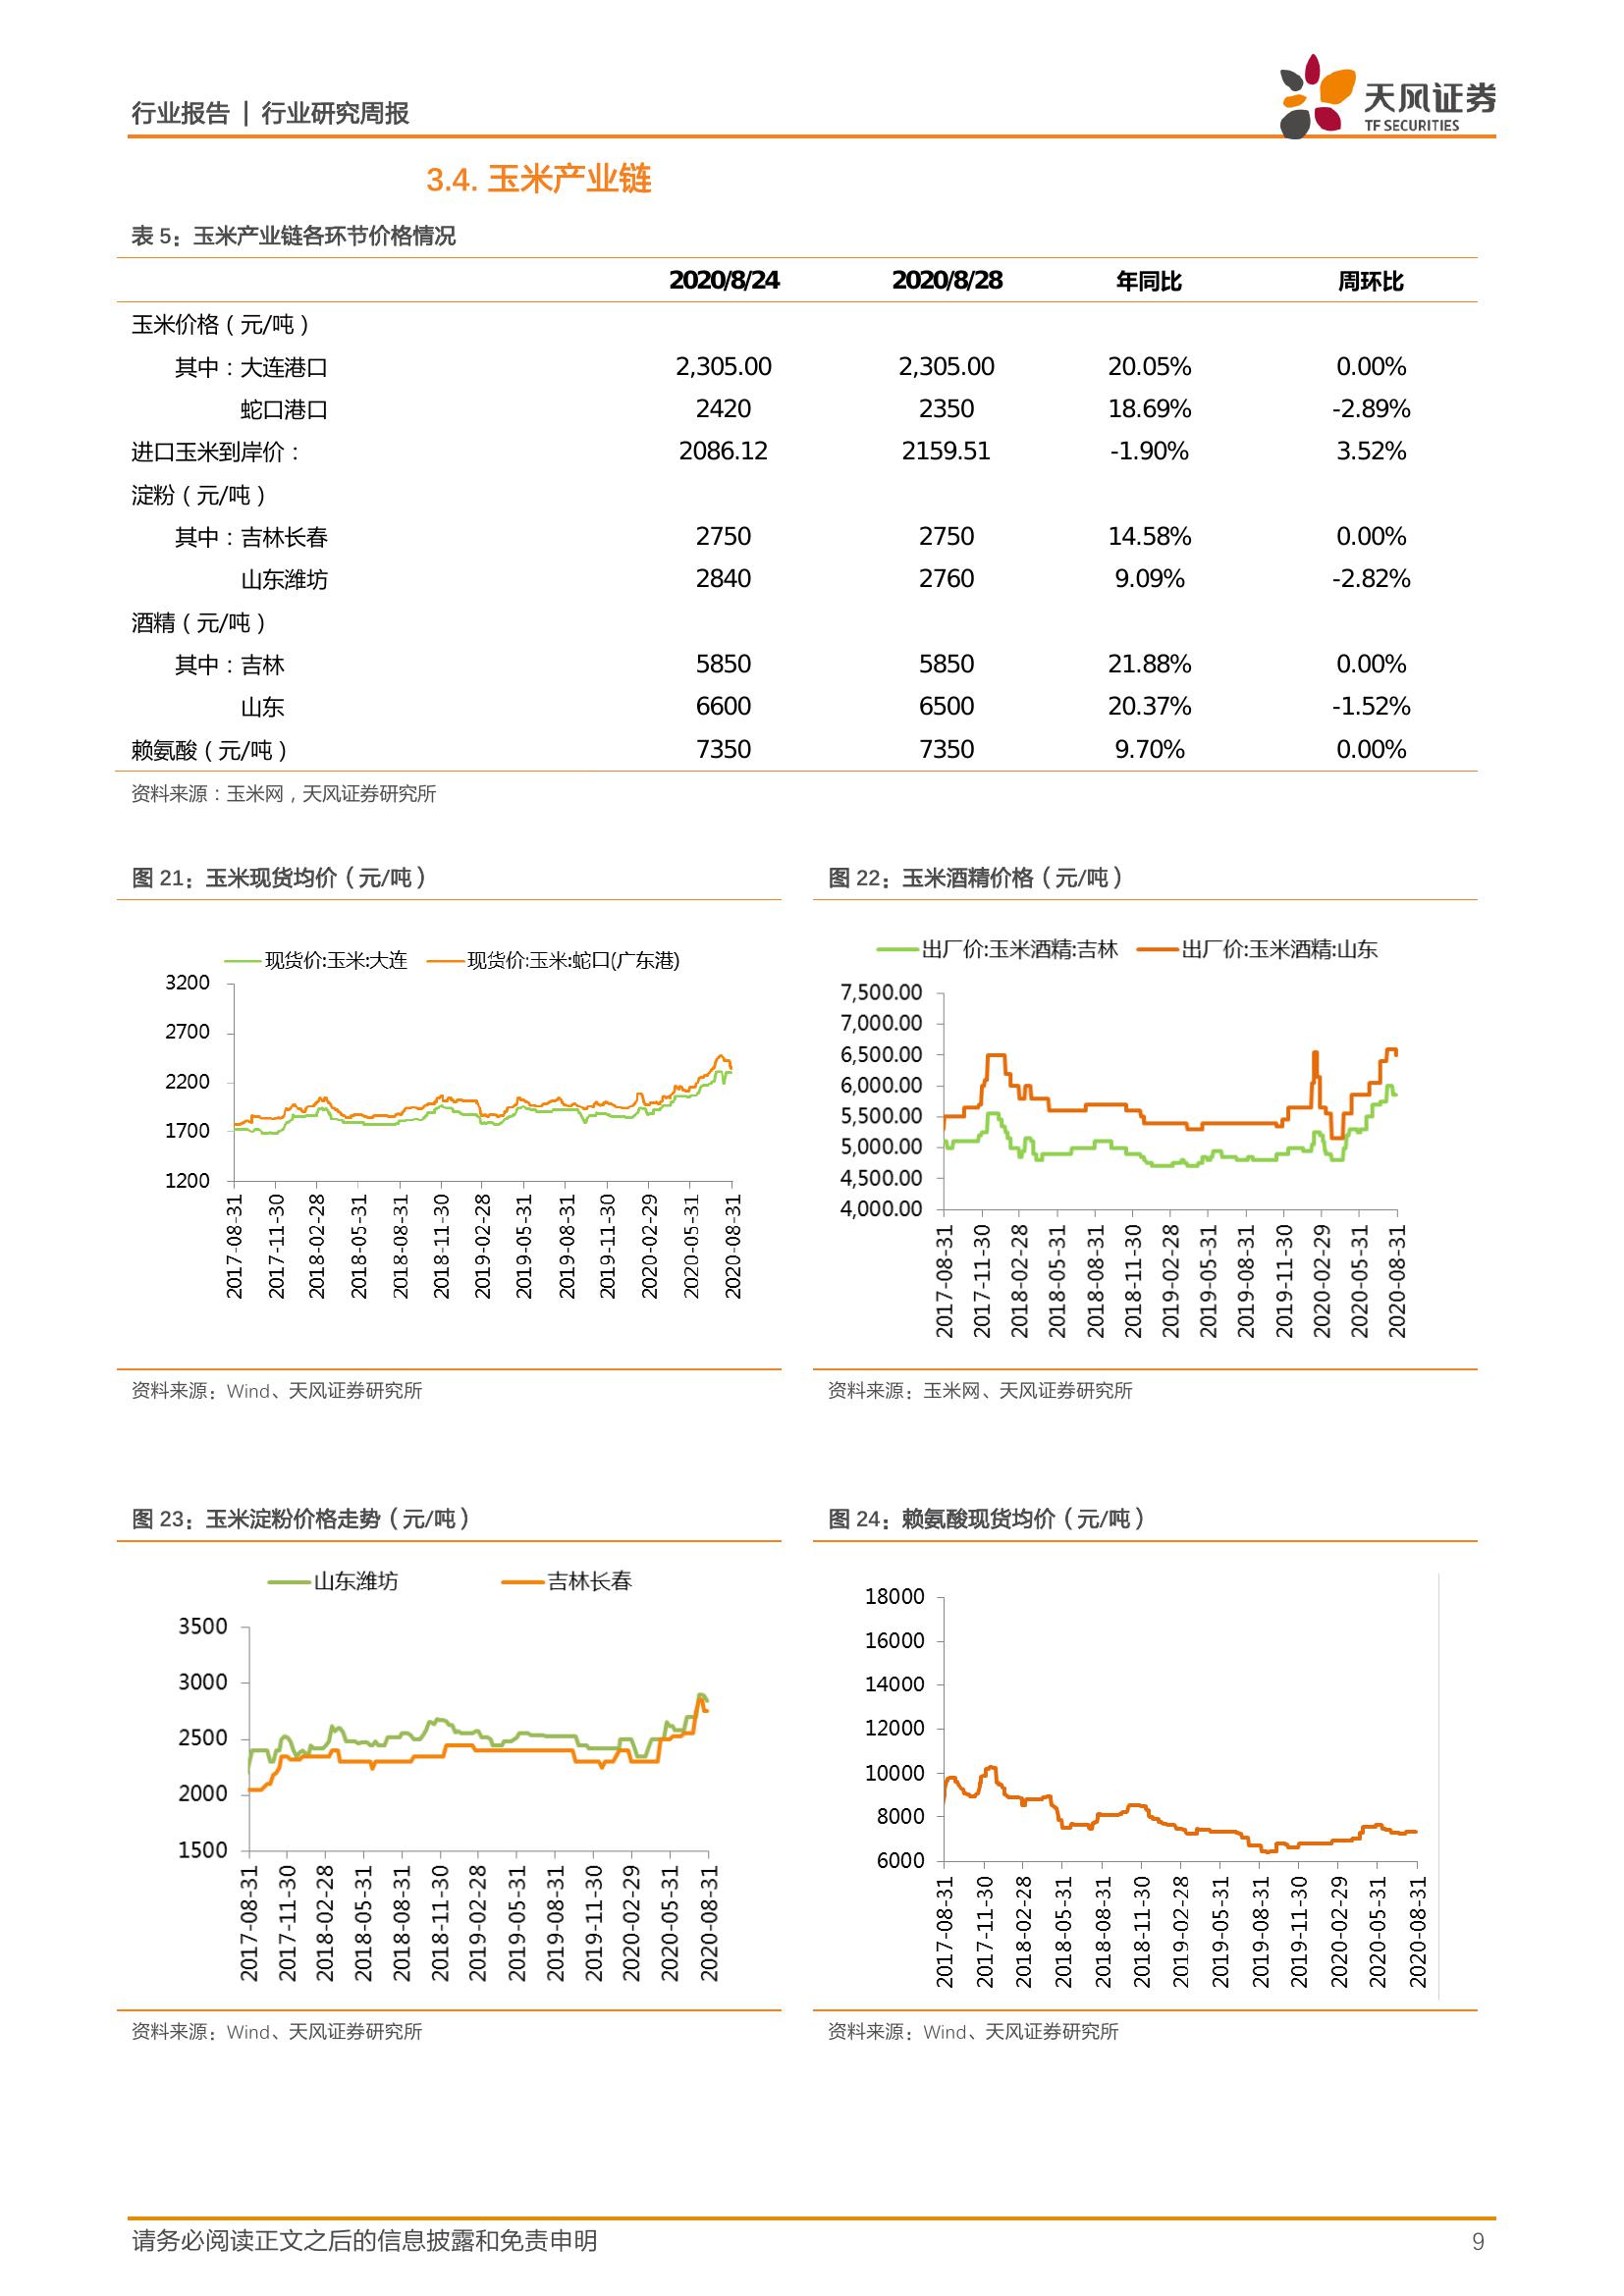 行业报告 | 行业研究周报
天风证券
TF SECURITIES
3.4. 玉米产业链
表 5：玉米产业链各环节价格情况
2020/8/24 2020/8/28 年同比 周环比
玉米价格（元/吨）
其中：大连港口 2,305.00 2,305.00 20.05% 0.00%
蛇口港口 2420 2350 18.69% -2.89%
进口玉米到岸价： 2086.12 2159.51 -1.90% 3.52%
淀粉（元/吨）
其中：吉林长春 2750 2750 14.58% 0.00%
山东潍坊 2840 2760 9.09% -2.82%
酒精（元/吨）
其中：吉林 5850 5850 21.88% 0.00%
山东 6600 6500 20.37% -1.52%
赖氨酸（元/吨） 7350 7350 9.70% 0.00%
资料来源：玉米网，天风证券研究所
图 21：玉米现货均价（元/吨）
现货价:玉米:大连 现货价:玉米:蛇口(广东港)
3200
2700
2200
1700
1200
2017-08-31
2017-11-30
2018-02-28
2018-05-31
2018-08-31
2018-11-30
2019-02-28
2019-05-31
2019-08-31
2019-11-30
2020-02-29
2020-05-31
2020-08-31
资料来源：Wind、天风证券研究所
图 22：玉米酒精价格（元/吨）
出厂价:玉米酒精:吉林 出厂价:玉米酒精:山东
7,500.00
7,000.00
6,500.00
6,000.00
5,500.00
5,000.00
4,500.00
4,000.00
2017-08-31
2017-11-30
2018-02-28
2018-05-31
2018-08-31
2018-11-30
2019-02-28
2019-05-31
2019-08-31
2019-11-30
2020-02-29
2020-05-31
2020-08-31
资料来源：玉米网、天风证券研究所
图 23：玉米淀粉价格走势（元/吨）
山东潍坊 吉林长春
3500
3000
2500
2000
1500
2017-08-31
2017-11-30
2018-02-28
2018-05-31
2018-08-31
2018-11-30
2019-02-28
2019-05-31
2019-08-31
2019-11-30
2020-02-29
2020-05-31
2020-08-31
资料来源：Wind、天风证券研究所
图 24：赖氨酸现货均价（元/吨）
18000
16000
14000
12000
10000
8000
6000
2017-08-31
2017-11-30
2018-02-28
2018-05-31
2018-08-31
2018-11-30
2019-02-28
2019-05-31
2019-08-31
2019-11-30
2020-02-29
2020-05-31
2020-08-31
资料来源：Wind、天风证券研究所
请务必阅读正文之后的信息披露和免责申明 9